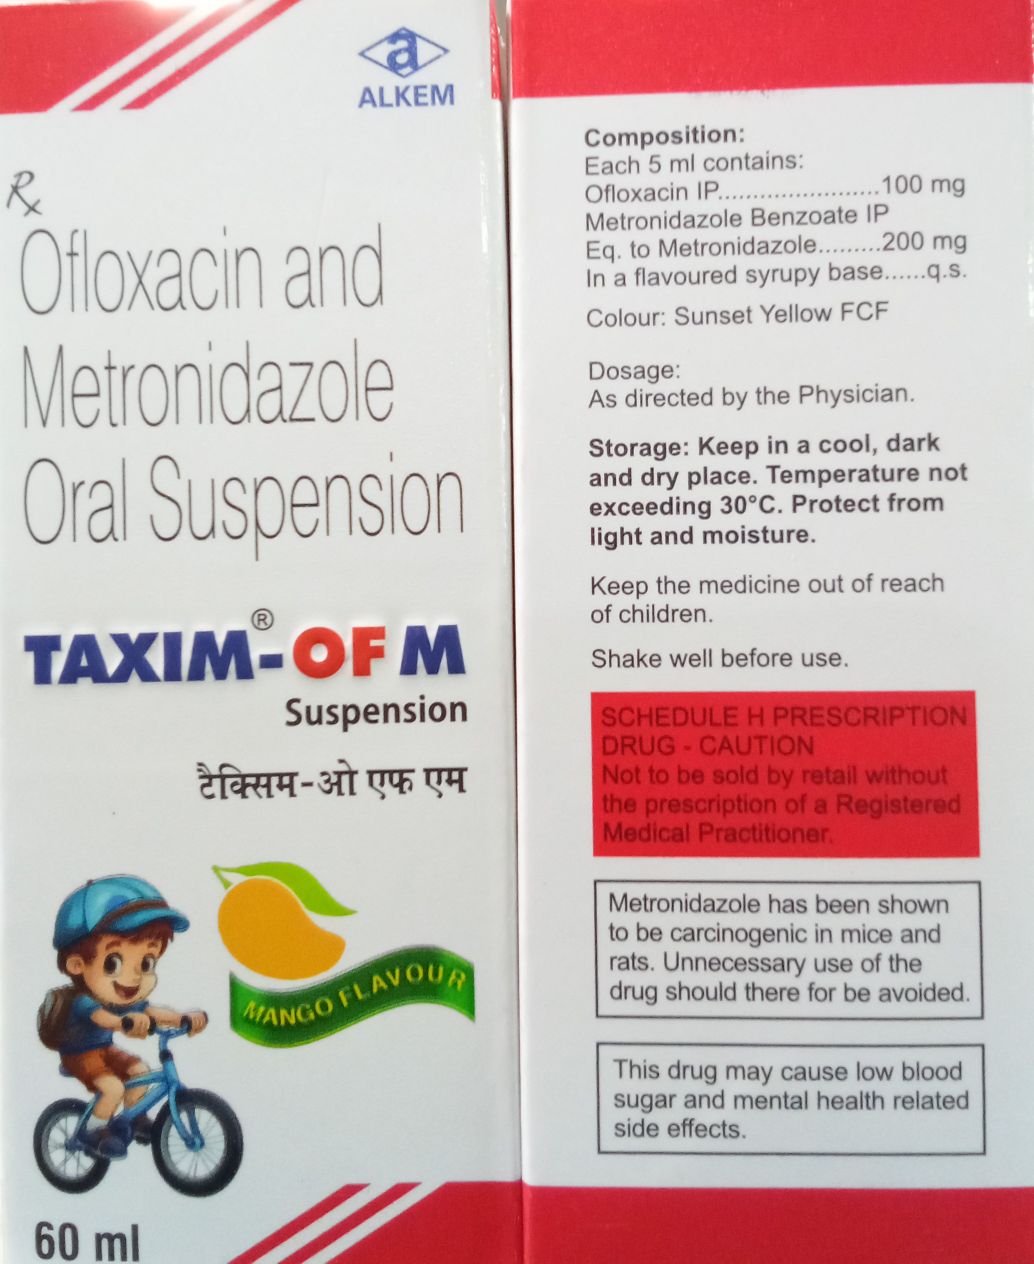 a
ALKEM
Rx
Ofloxacin and
Metronidazole
Oral Suspension
TAXIM®-OF M
Suspension
टैक्सिम-ओ एफ एम
MANGO FLAVOUR
60 ml
Composition:
Each 5 ml contains:
Ofloxacin IP.......................100 mg
Metronidazole Benzoate IP
Eq. to Metronidazole.........200 mg
In a flavoured syrupy base......q.s.
Colour: Sunset Yellow FCF
Dosage:
As directed by the Physician.
Storage: Keep in a cool, dark
and dry place. Temperature not
exceeding 30°C. Protect from
light and moisture.
Keep the medicine out of reach
of children.
Shake well before use.
SCHEDULE H PRESCRIPTION
DRUG - CAUTION
Not to be sold by retail without
the prescription of a Registered
Medical Practitioner.
Metronidazole has been shown
to be carcinogenic in mice and
rats. Unnecessary use of the
drug should there for be avoided.
This drug may cause low blood
sugar and mental health related
side effects.